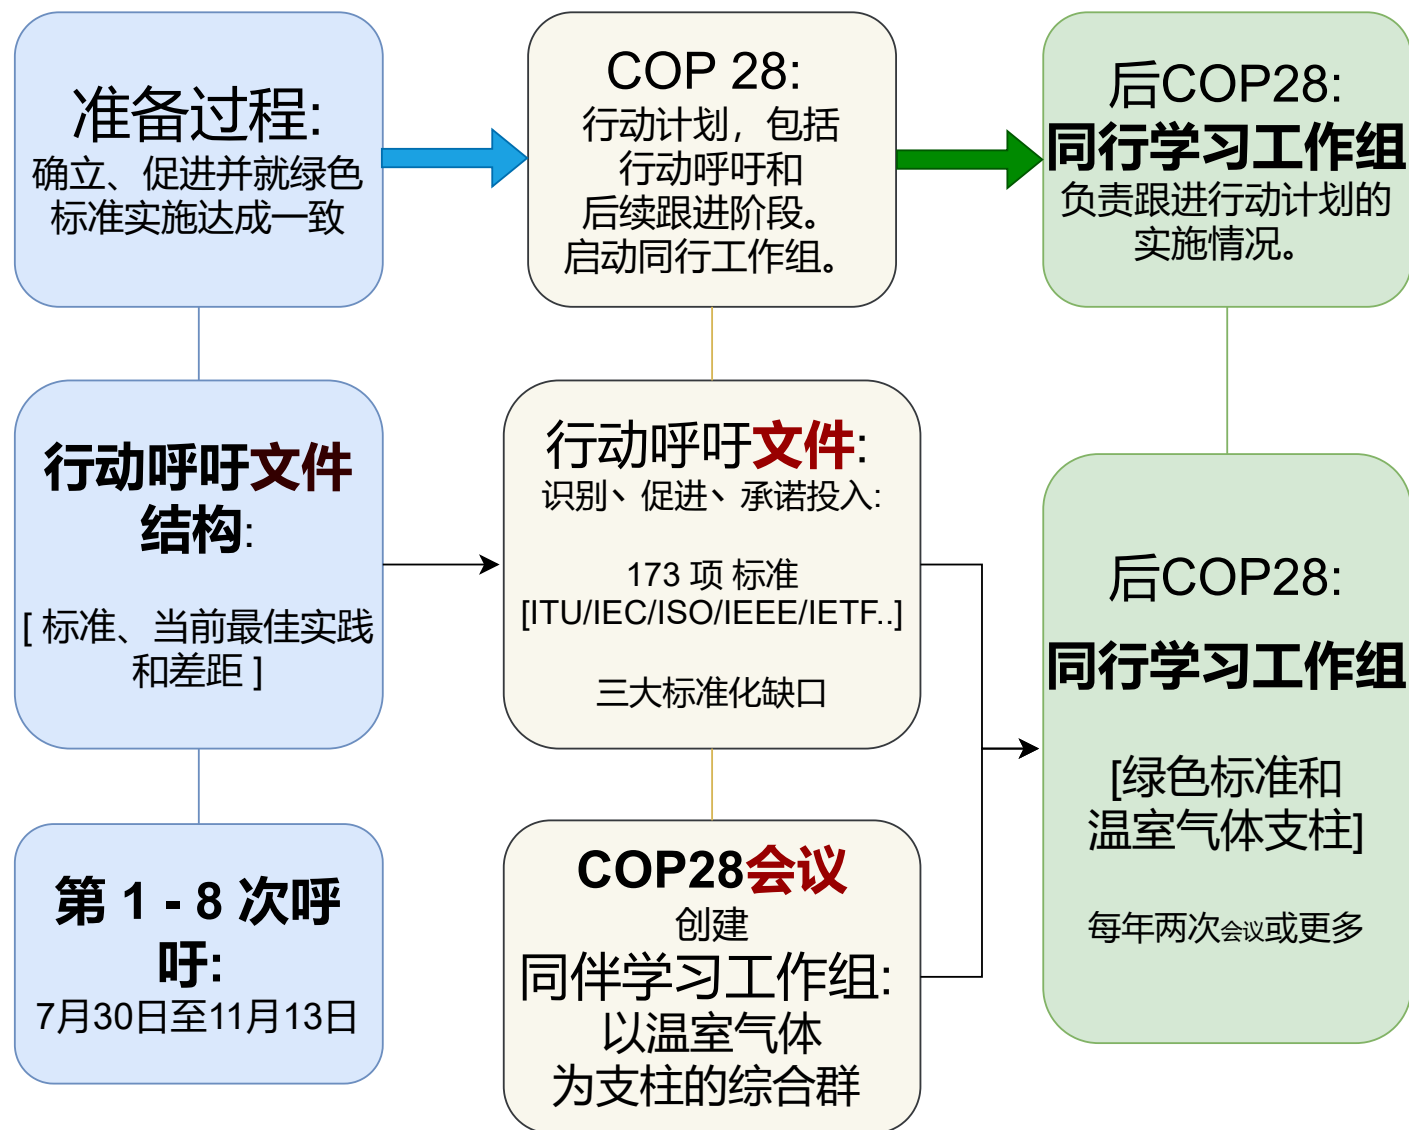 准备过程:
确立、促进并就绿色
标准实施达成一致
COP 28:
行动计划，包括
行动呼吁和
后续跟进阶段。
启动同行工作组。
后COP28:
同行学习工作组
负责跟进行动计划的
实施情况。
行动呼吁文件
结构:
[ 标准、当前最佳实践
和差距 ]
行动呼吁文件:
识别、促进、承诺投入:
173 项 标准
[ITU/IEC/ISO/IEEE/IETF..]
三大标准化缺口
后COP28:
同行学习工作组
[绿色标准和
温室气体支柱]
每年两次会议或更多
第 1 - 8 次呼
吁:
7月30日至11月13日
COP28会议
创建
同伴学习工作组:
以温室气体
为支柱的综合群